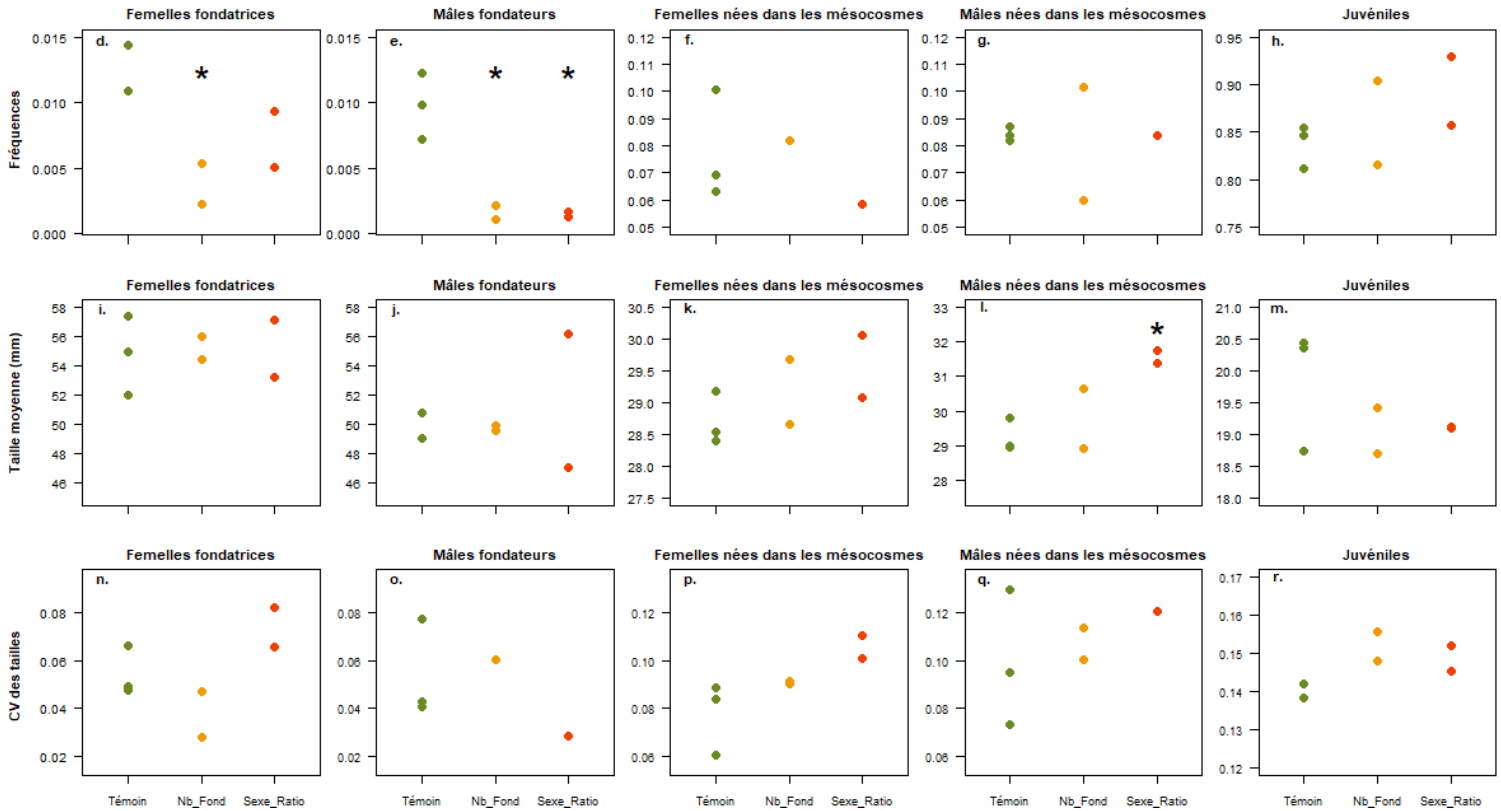 Femelles fondatrices
Mâles fondateurs
Femelles nées dans les mésocosmes
Mâles nées dans les mésocosmes
Juvéniles
Fréquences
d.
0.015
0.010
0.005
0.000
*
e.
0.015
0.010
0.005
0.000
* *
f.
0.12
0.11
0.10
0.09
0.08
0.07
0.06
0.05
g.
0.12
0.11
0.10
0.09
0.08
0.07
0.06
0.05
h.
0.95
0.90
0.85
0.80
0.75
Femelles fondatrices
Mâles fondateurs
Femelles nées dans les mésocosmes
Mâles nées dans les mésocosmes
Juvéniles
Taille moyenne (mm)
i.
58
56
54
52
50
48
46
j.
58
56
54
52
50
48
46
k.
30.5
30.0
29.5
29.0
28.5
28.0
27.5
l.
33
32
31
30
29
28
*
m.
21.0
20.5
20.0
19.5
19.0
18.5
18.0
Femelles fondatrices
Mâles fondateurs
Femelles nées dans les mésocosmes
Mâles nées dans les mésocosmes
Juvéniles
CV des tailles
n.
0.08
0.06
0.04
0.02
o.
0.08
0.06
0.04
0.02
p.
0.12
0.10
0.08
0.06
q.
0.12
0.10
0.08
0.06
r.
0.17
0.16
0.15
0.14
0.13
0.12
Témoin Nb_Fond Sexe_Ratio
Témoin Nb_Fond Sexe_Ratio
Témoin Nb_Fond Sexe_Ratio
Témoin Nb_Fond Sexe_Ratio
Témoin Nb_Fond Sexe_Ratio